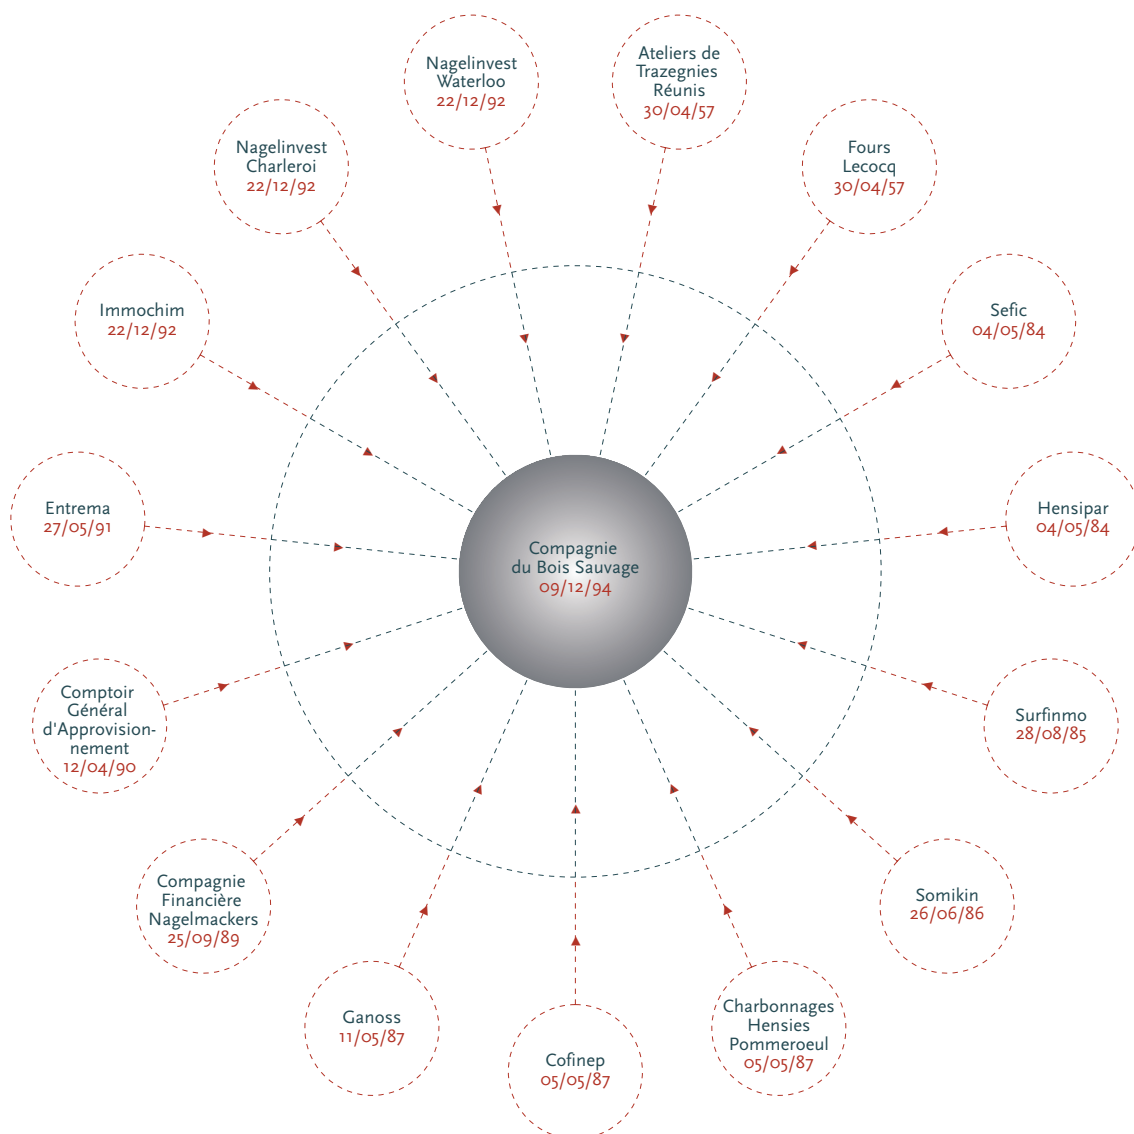 Nagelinvest
Waterloo
22/12/92
Ateliers de
Trazegnies
Réunis
30/04/57
Nagelinvest
Charleroi
22/12/92
Fours
Lecocq
30/04/57
Immochim
22/12/92
Sefic
04/05/84
Entrema
27/05/91
Hensipar
04/05/84
Compagnie
du Bois Sauvage
09/12/94
Comptoir
Général
d'Approvision-
nement
12/04/90
Surfinmo
28/08/85
Compagnie
Financière
Nagelmackers
25/09/89
Somikin
26/06/86
Ganoss
11/05/87
Charbonnages
Hensies
Pommeroeul
05/05/87
Cofinep
05/05/87